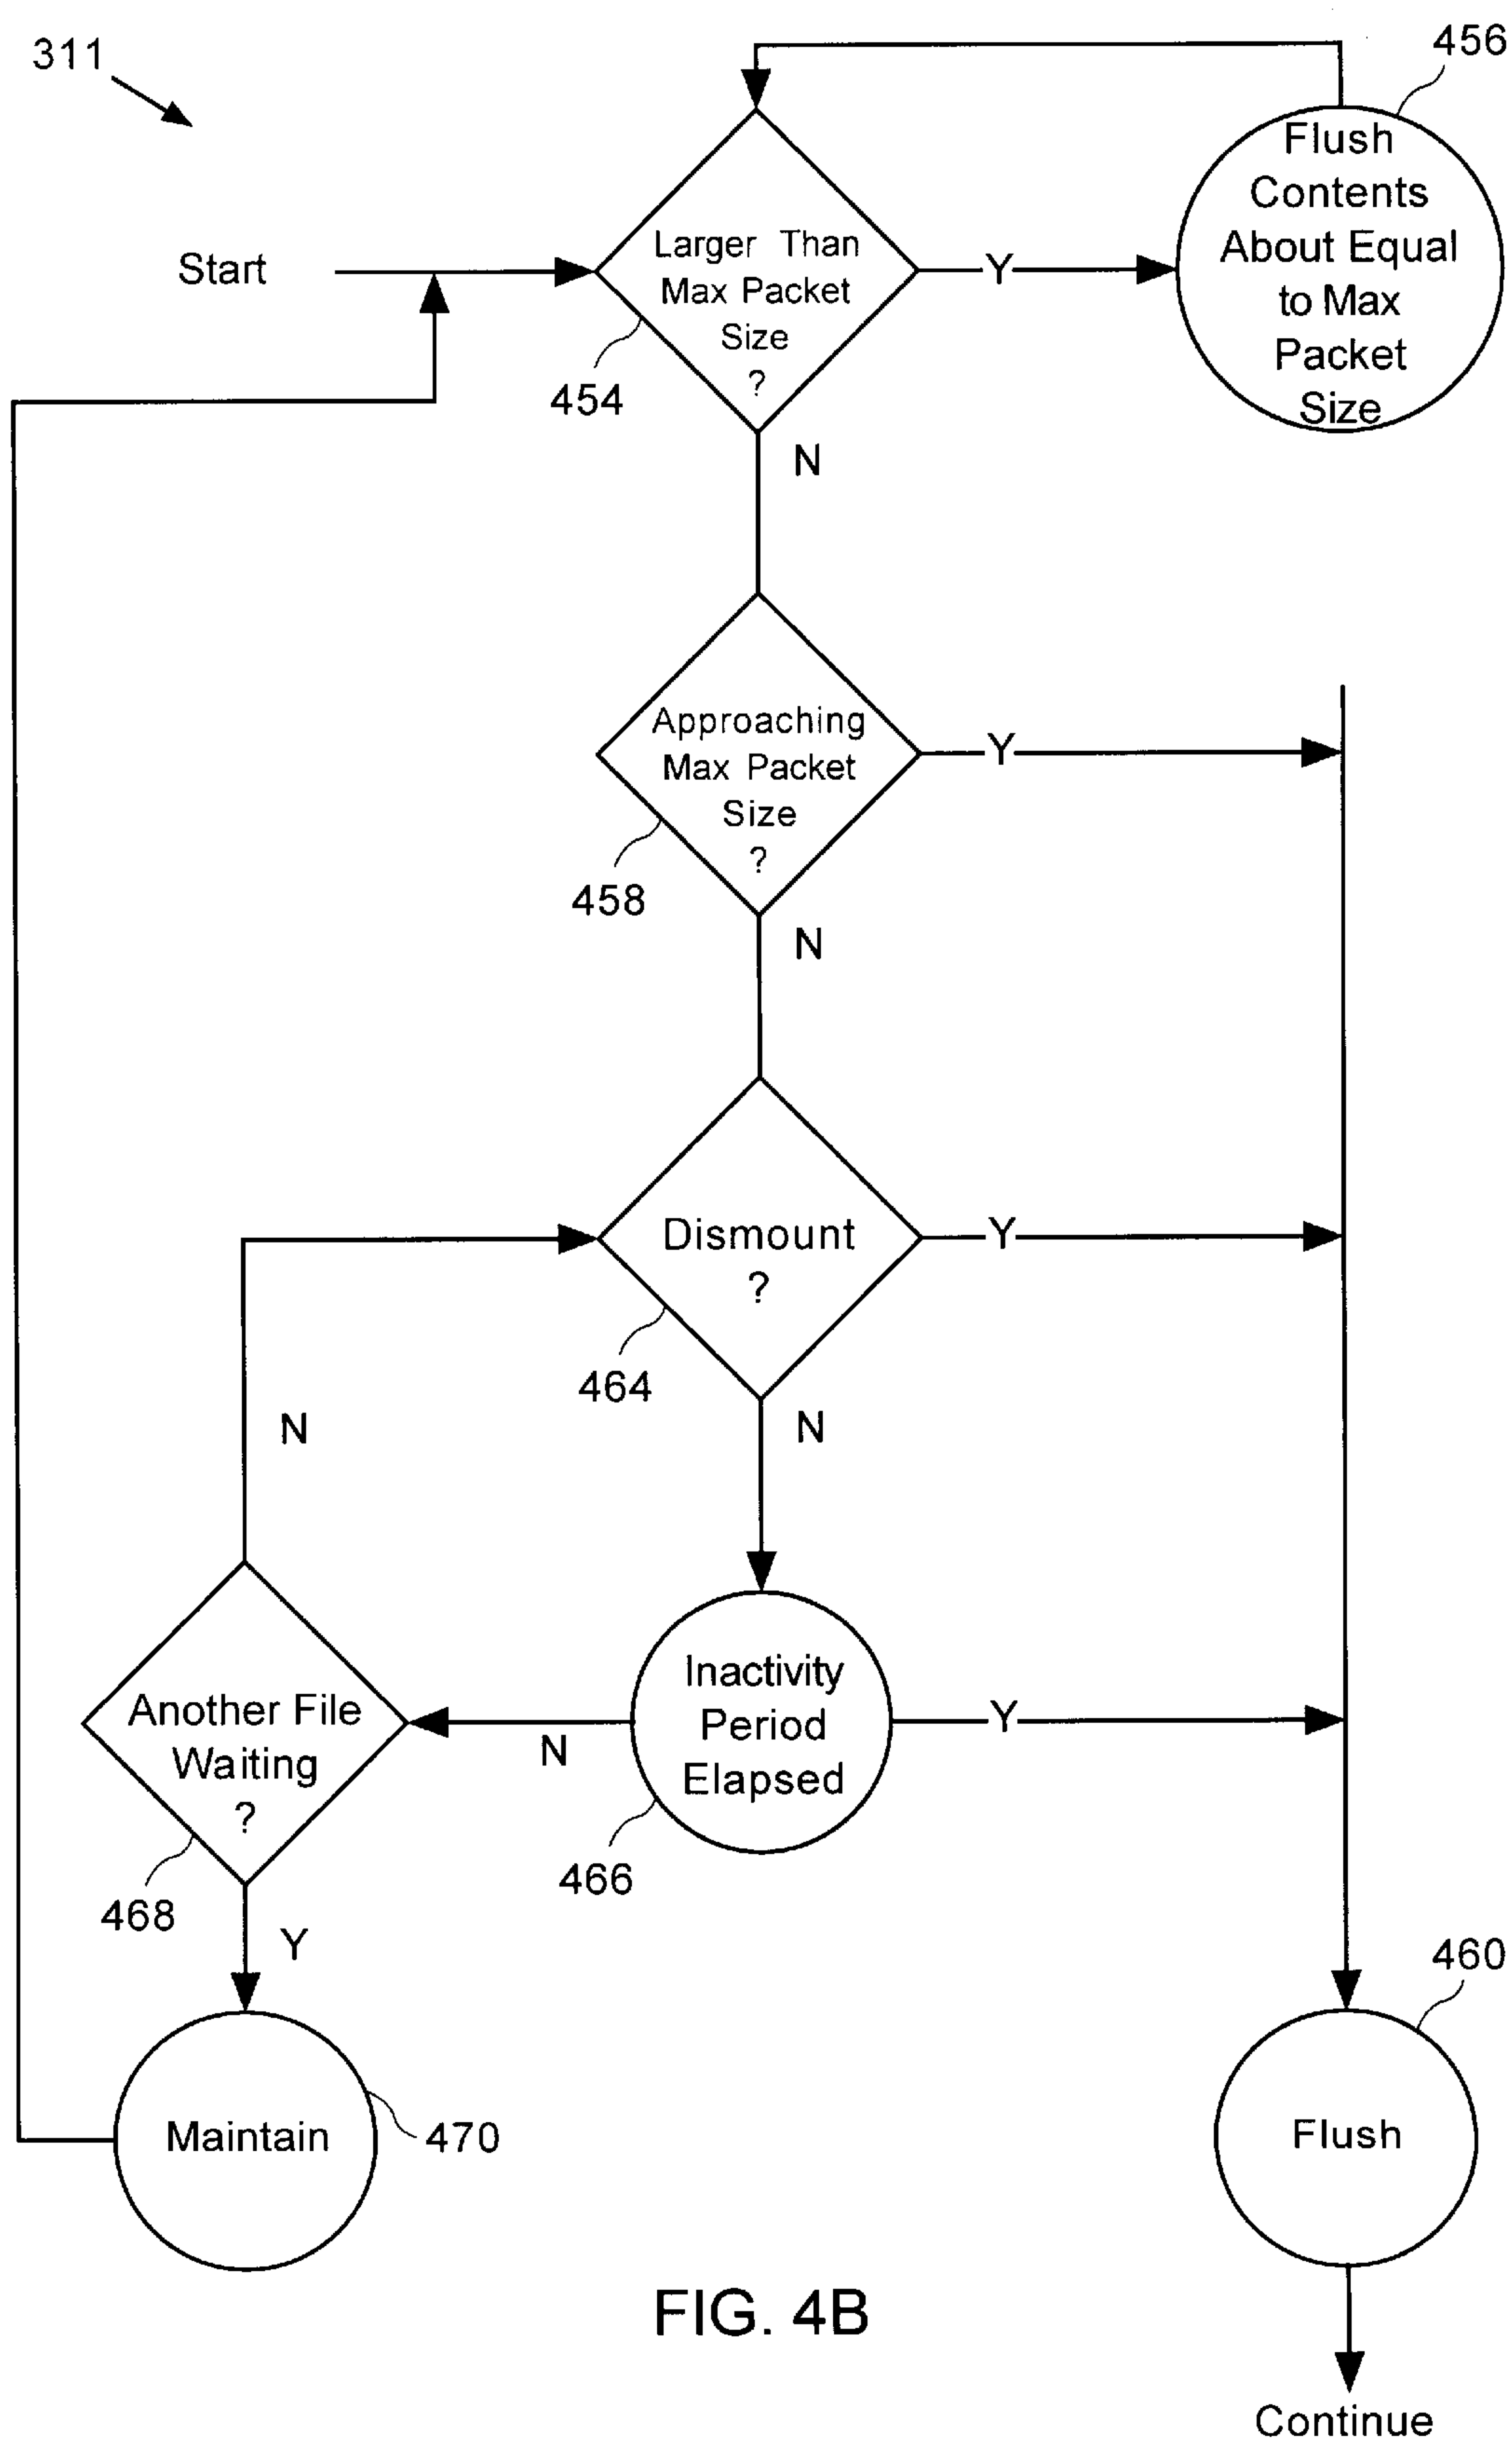 311
456
Flush
Contents
About Equal
to Max
Packet
Size
Start
Larger Than
Max Packet
Size
?
Y
454
N
Approaching
Max Packet
Size
?
Y
458
N
Dismount
?
Y
464
N
N
Inactivity
Period
Elapsed
Y
N
Another File
Waiting
?
466
468
Y
460
Maintain
470
Flush
FIG. 4B
Continue